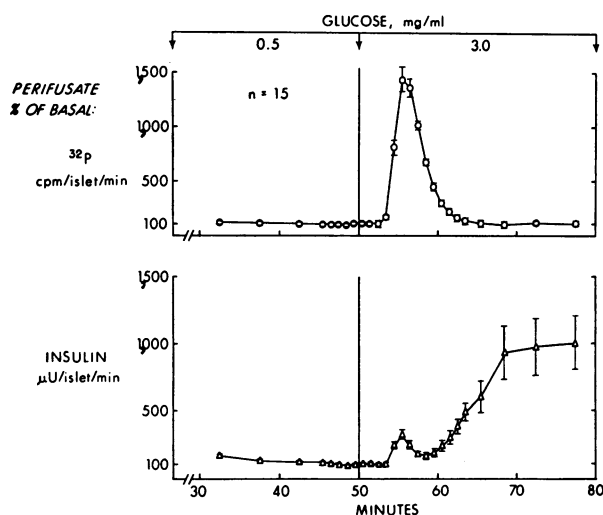 GLUCOSE, mg/ml
0.5 3.0
PERIFUSATE
% OF BASAL:
32p
cpm/islet/min
1500
1000
500
100
n = 15
INSULIN
μU/islet/min
1500
1000
500
100
30 40 50 60 70 80
MINUTES